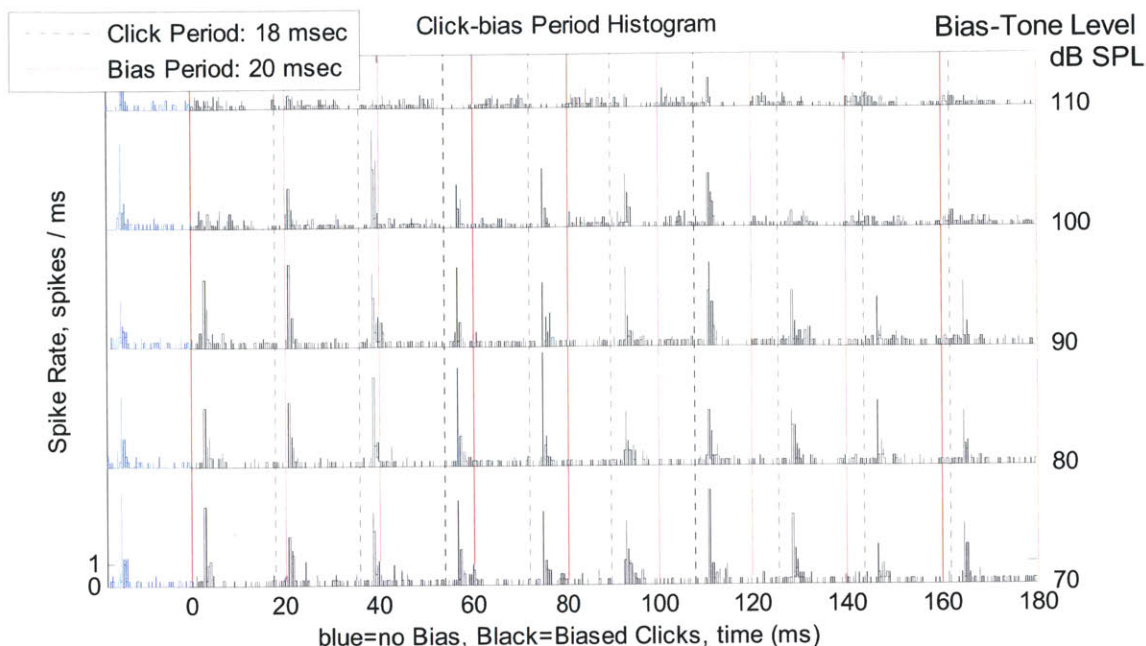 Click-bias Period Histogram
Bias-Tone Level
dB SPL
Click Period: 18 msec
Bias Period: 20 msec
110
100
90
80
70
Spike Rate, spikes / ms
1
0
0 20 40 60 80 100 120 140 160 180
blue=no Bias, Black=Biased Clicks, time (ms)